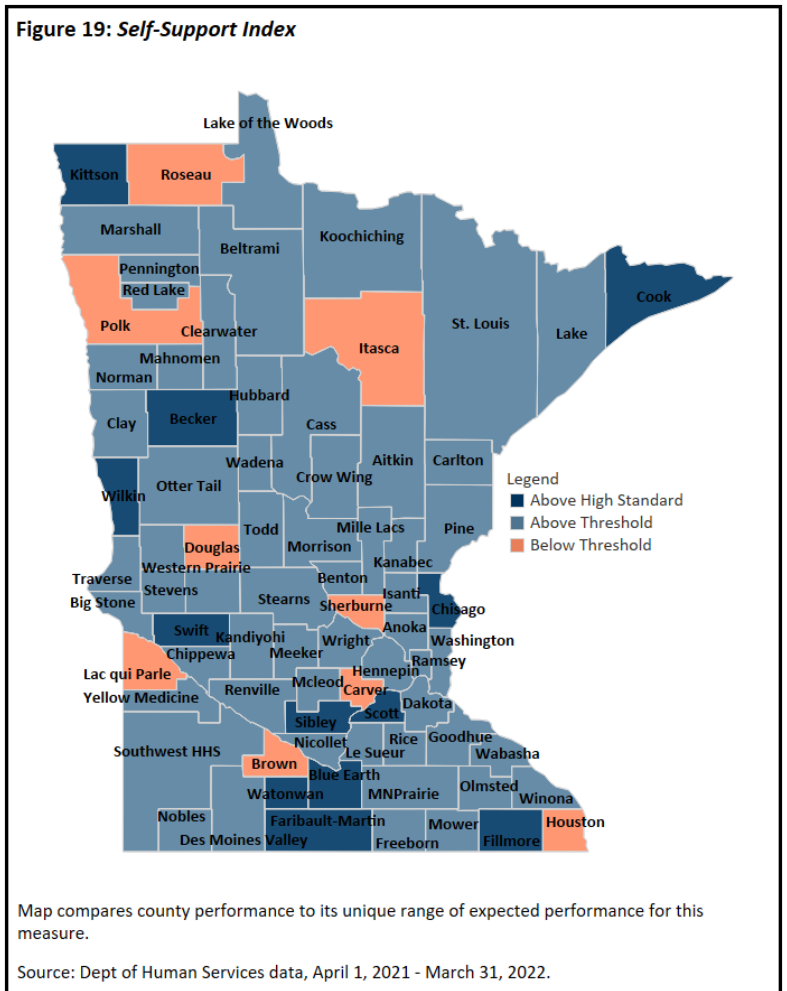 Figure 19: Self-Support Index
Lake of the Woods
Kittson
Roseau
Marshall
Koochiching
Beltrami
Pennington
Red Lake
Cook
Polk
Clearwater
St. Louis
Lake
Itasca
Mahnomen
Norman
Hubbard
Becker
Clay
Cass
Wadena
Aitkin
Carlton
Crow Wing
Otter Tail
Wilkin
Legend
Above High Standard
Above Threshold
Below Threshold
Todd
Mille Lacs
Pine
Douglas
Morrison
Kanabec
Western Prairie
Traverse
Benton
Stevens
Isanti
Big Stone
Stearns
Sherburne
Chisago
Anoka
Swift
Kandiyohi
Wright
Washington
Chippewa
Meeker
Ramsey
Hennepin
Lac qui Parle
Mcleod
Carver
Renville
Yellow Medicine
Dakota
Scott
Sibley
Nicollet
Rice
Goodhue
Southwest HHS
Le Sueur
Wabasha
Brown
Blue Earth
Olmsted
Watonwan
MNPrairie
Winona
Nobles
Faribault-Martin
Mower
Houston
Des Moines Valley
Freeborn
Fillmore
Map compares county performance to its unique range of expected performance for this
measure.
Source: Dept of Human Services data, April 1, 2021 - March 31, 2022.